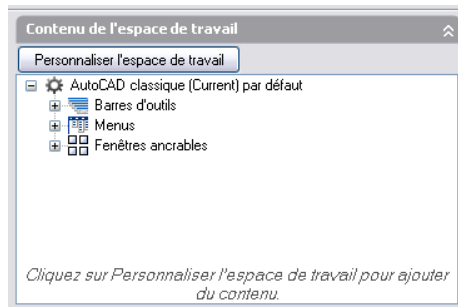 Contenu de l'espace de travail
Personnaliser l'espace de travail
AutoCAD classique (Current) par défaut
Barres d'outils
Menus
Fenêtres ancrables
Cliquez sur Personnaliser l'espace de travail pour ajouter
du contenu.